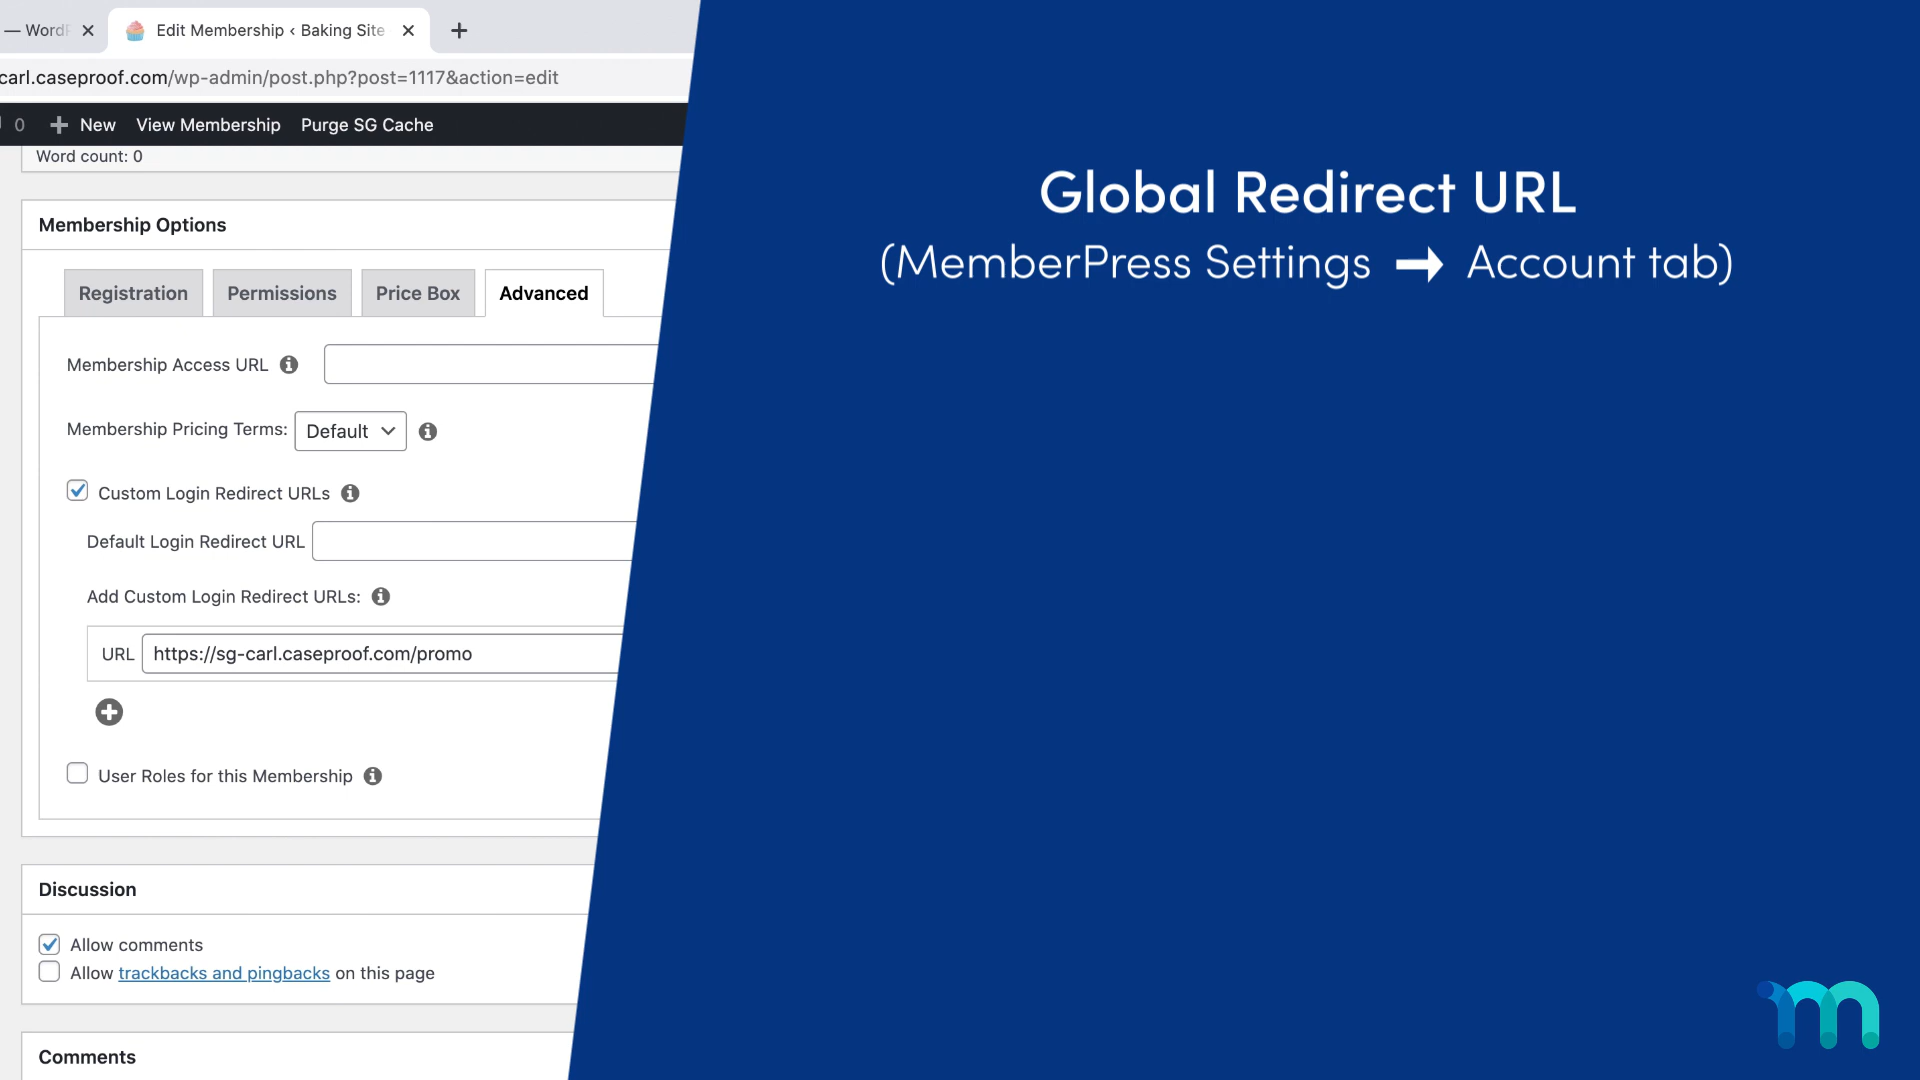 — Word
Edit Membership ‹ Baking Site
carl.caseproof.com/wp-admin/post.php?post=1117&action=edit
0 New View Membership Purge SG Cache
Word count: 0
Membership Options
Registration Permissions Price Box Advanced
Membership Access URL
Membership Pricing Terms: Default
Custom Login Redirect URLs
Default Login Redirect URL
Add Custom Login Redirect URLs:
URL https://sg-carl.caseproof.com/promo
User Roles for this Membership
Discussion
Allow comments
Allow trackbacks and pingbacks on this page
Comments
Global Redirect URL
(MemberPress Settings ➡ Account tab)
m